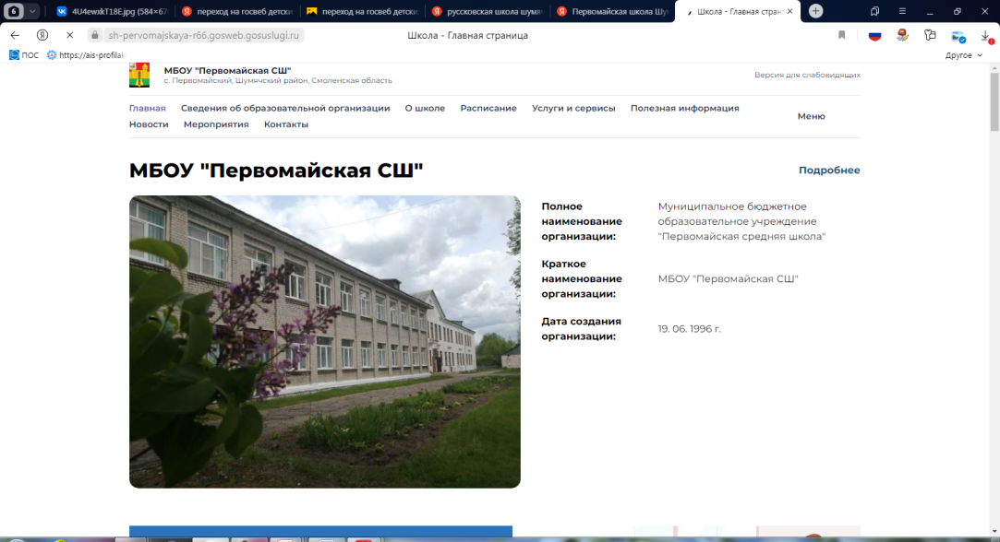 6
4U4ewxkT18E.jpg (584×67
переход на госвеб детск
переход на госвеб детск
руссковская школа шумя
Первомайская школа Шу
Школа - Главная стран
sh-pervomajskaya-r66.gosweb.gosuslugi.ru
Школа - Главная страница
ПОС
https://ais-profilak
Другое
МБОУ "Первомайская СШ"
с. Первомайский, Шумячский район, Смоленская область
Версия для слабовидящих
Главная Сведения об образовательной организации О школе Расписание Услуги и сервисы Полезная информация
Новости Мероприятия Контакты
Меню
МБОУ "Первомайская СШ"
Подробнее
Полное
наименование
организации:
Муниципальное бюджетное
образовательное учреждение
"Первомайская средняя школа"
Краткое
наименование
организации:
МБОУ "Первомайская СШ"
Дата создания
организации:
19. 06. 1996 г.